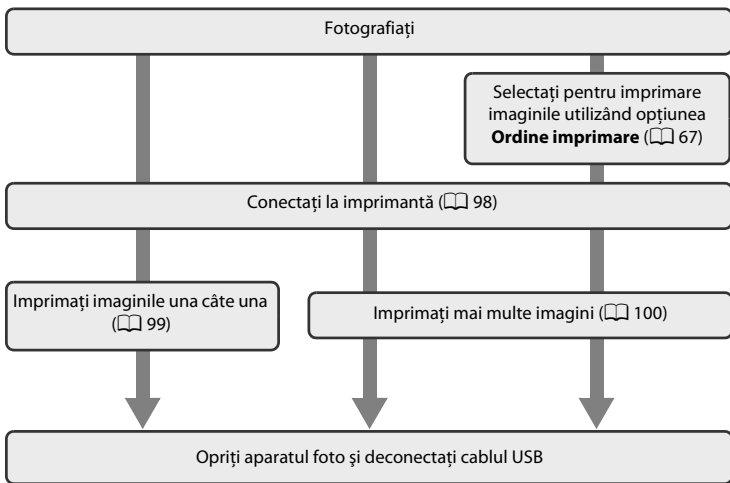 Fotografiați
Selectați pentru imprimare
imaginile utilizând opțiunea
Ordine imprimare (📖 67)
Conectați la imprimantă (📖 98)
Imprimați imaginile una câte una
(📖 99)
Imprimați mai multe imagini (📖 100)
Opriți aparatul foto şi deconectați cablul USB